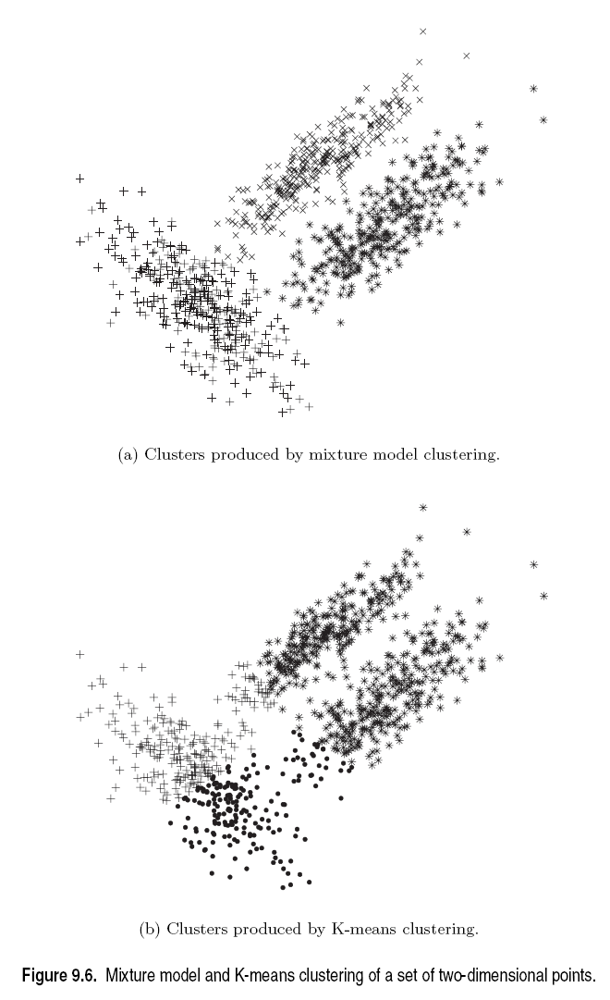 (a) Clusters produced by mixture model clustering.
(b) Clusters produced by K-means clustering.
Figure 9.6. Mixture model and K-means clustering of a set of two-dimensional points.